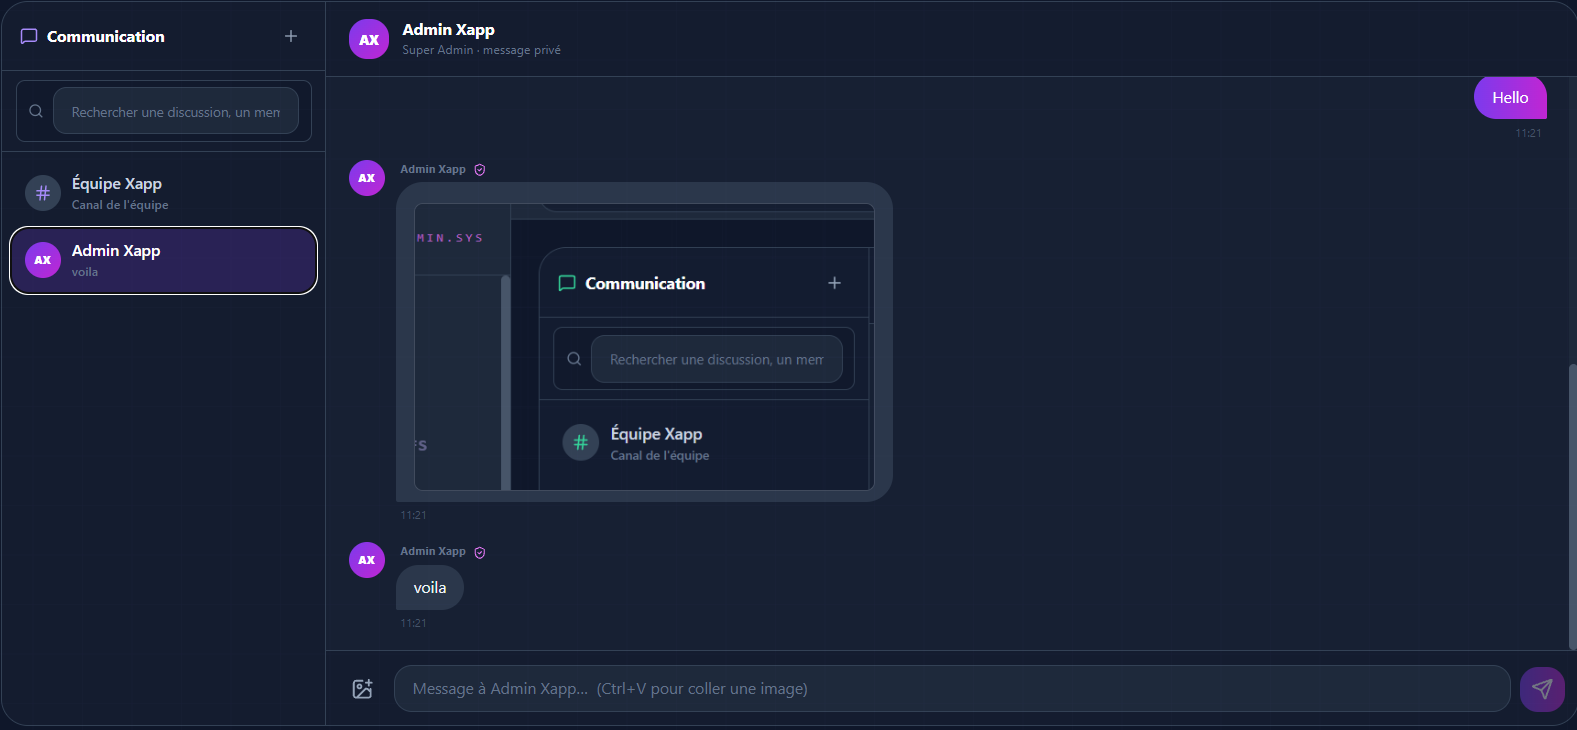 Communication
Rechercher une discussion, un mem
Équipe Xapp
Canal de l'équipe
AX
Admin Xapp
voila
AX
Admin Xapp
Super Admin · message privé
Hello
11:21
AX
Admin Xapp
MIN.SYS
Communication
Rechercher une discussion, un mem
FS
Équipe Xapp
Canal de l'équipe
11:21
AX
Admin Xapp
voila
11:21
Message à Admin Xapp... (Ctrl+V pour coller une image)